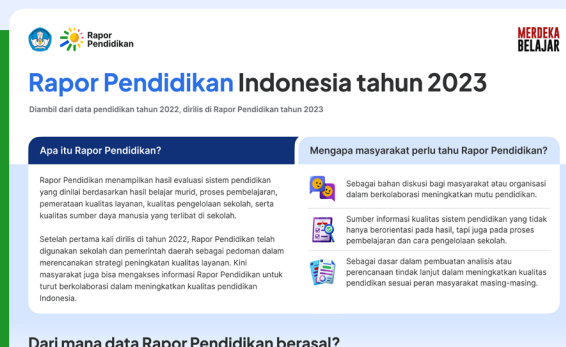 Rapor
Pendidikan
MERDEKA
BELAJAR
Rapor Pendidikan Indonesia tahun 2023
Diambil dari data pendidikan tahun 2022, dirilis di Rapor Pendidikan tahun 2023
Apa itu Rapor Pendidikan?
Rapor Pendidikan menampilkan hasil evaluasi sistem pendidikan
yang dinilai berdasarkan hasil belajar murid, proses pembelajaran,
pemerataan kualitas layanan, kualitas pengelolaan sekolah, serta
kualitas sumber daya manusia yang terlibat di sekolah.
Setelah pertama kali dirilis di tahun 2022, Rapor Pendidikan telah
digunakan sekolah dan pemerintah daerah sebagai pedoman dalam
merencanakan strategi peningkatan kualitas layanan. Kini
masyarakat juga bisa mengakses informasi Rapor Pendidikan untuk
turut berkolaborasi dalam meningkatkan kualitas pendidikan
Indonesia.
Mengapa masyarakat perlu tahu Rapor Pendidikan?
Sebagai bahan diskusi bagi masyarakat atau organisasi
dalam berkolaborasi meningkatkan mutu pendidikan.
Sumber informasi kualitas sistem pendidikan yang tidak
hanya berorientasi pada hasil, tapi juga pada proses
pembelajaran dan cara pengelolaan sekolah.
Sebagai dasar dalam pembuatan analisis atau
perencanaan tindak lanjut dalam meningkatkan kualitas
pendidikan sesuai peran masyarakat masing-masing.
Dari mana data Rapor Pendidikan berasal?